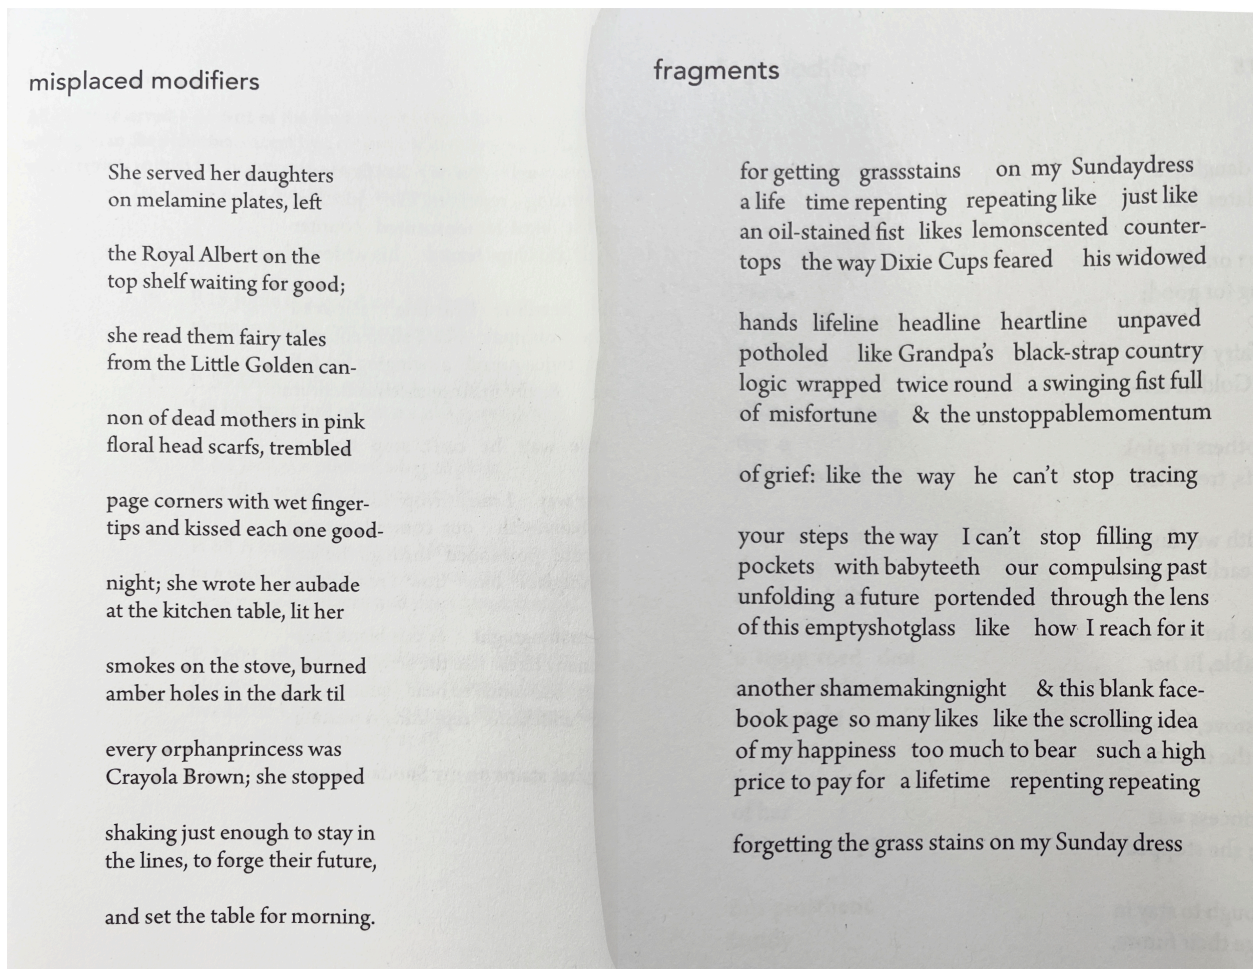 misplaced modifiers
She served her daughters
on melamine plates, left
the Royal Albert on the
top shelf waiting for good;
she read them fairy tales
from the Little Golden can-
non of dead mothers in pink
floral head scarfs, trembled
page corners with wet finger-
tips and kissed each one good-
night; she wrote her aubade
at the kitchen table, lit her
smokes on the stove, burned
amber holes in the dark til
every orphanprincess was
Crayola Brown; she stopped
shaking just enough to stay in
the lines, to forge their future,
and set the table for morning.
fragments
for getting grassstains on my Sundaydress
a life time repenting repeating like just like
an oil-stained fist likes lemonscented counter-
tops the way Dixie Cups feared his widowed
hands lifeline headline heartline unpaved
potholed like Grandpa's black-strap country
logic wrapped twice round a swinging fist full
of misfortune & the unstoppablemomentum
of grief: like the way he can't stop tracing
your steps the way I can't stop filling my
pockets with babyteeth our compulsing past
unfolding a future portended through the lens
of this emptyshotglass like how I reach for it
another shamemakingnight & this blank face-
book page so many likes like the scrolling idea
of my happiness too much to bear such a high
price to pay for a lifetime repenting repeating
forgetting the grass stains on my Sunday dress